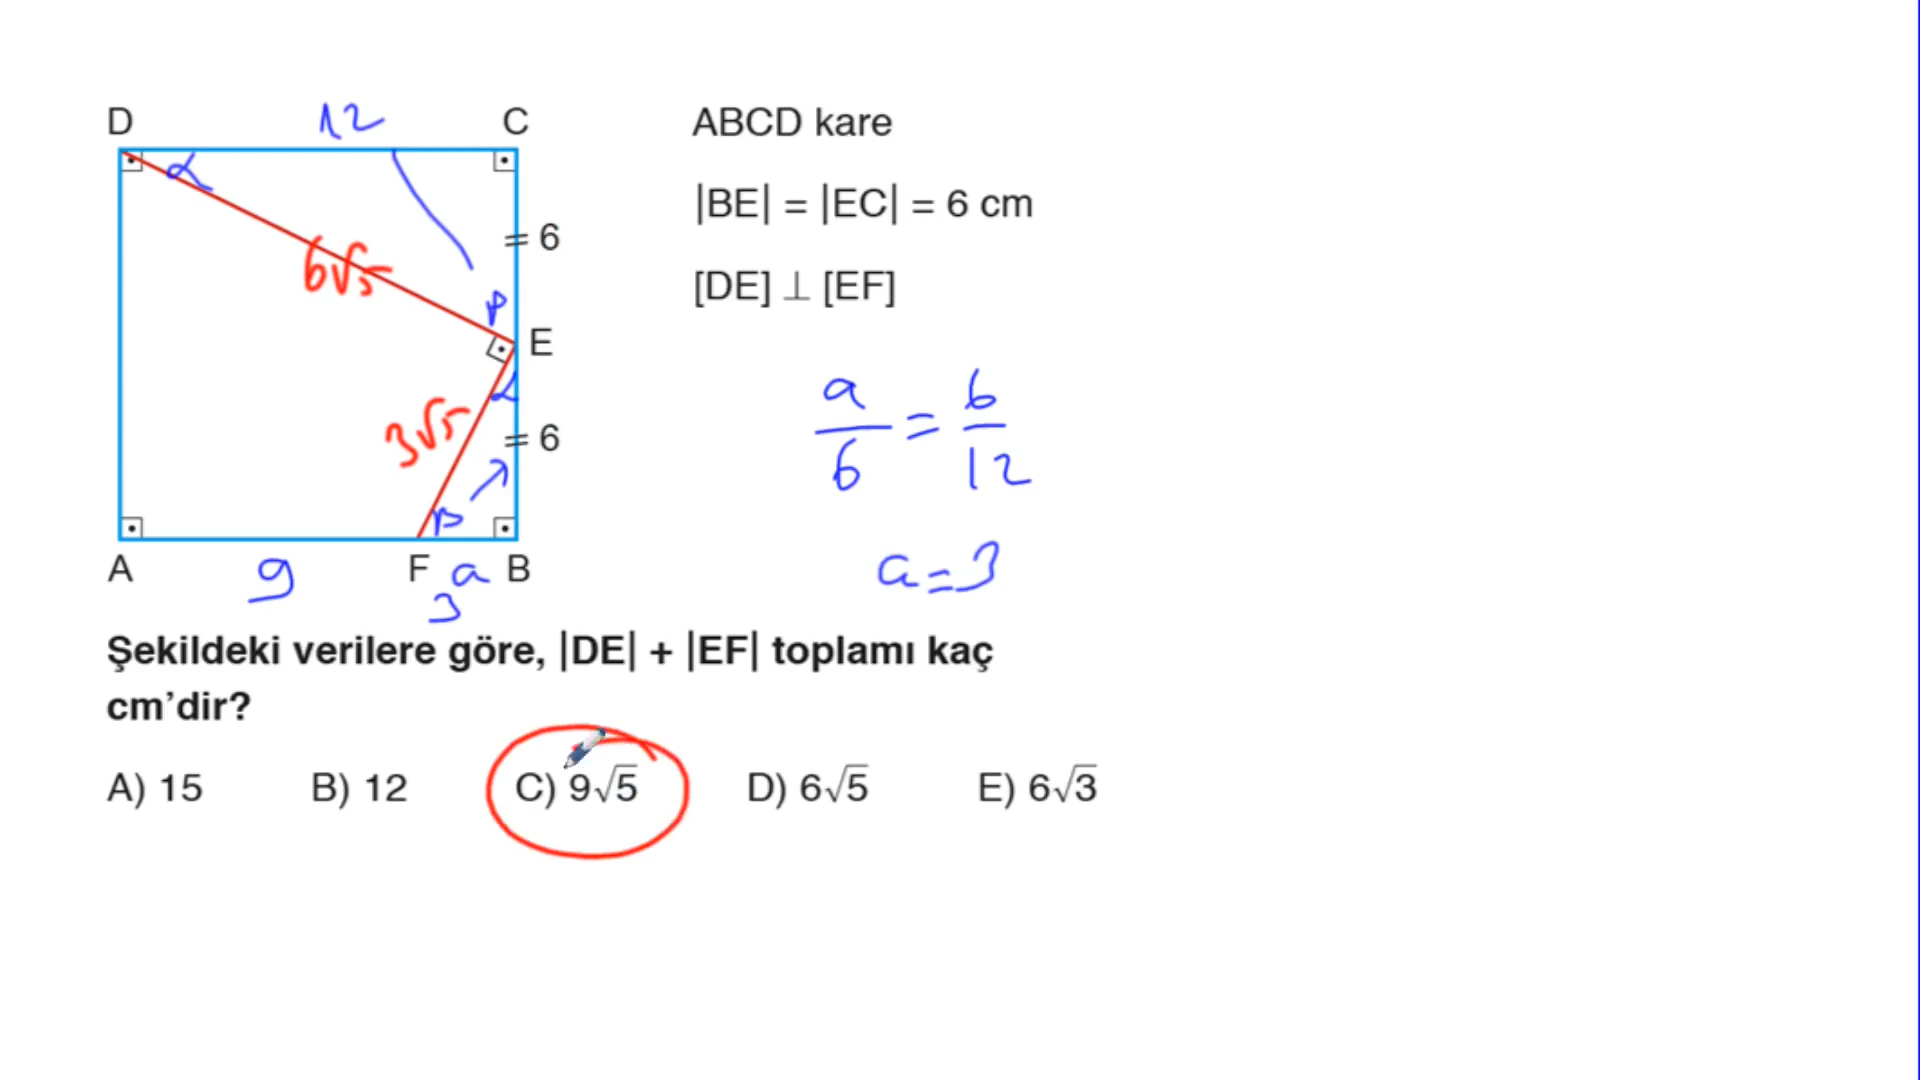 D 12 C
α
= 6
6√5
β
E
α
3√5
= 6
β
A 9 F a B
3
ABCD kare
|BE| = |EC| = 6 cm
[DE] ⊥ [EF]
a/6 = 6/12
a = 3
Şekildeki verilere göre, |DE| + |EF| toplamı kaç
cm’dir?
A) 15 B) 12 C) 9√5 D) 6√5 E) 6√3